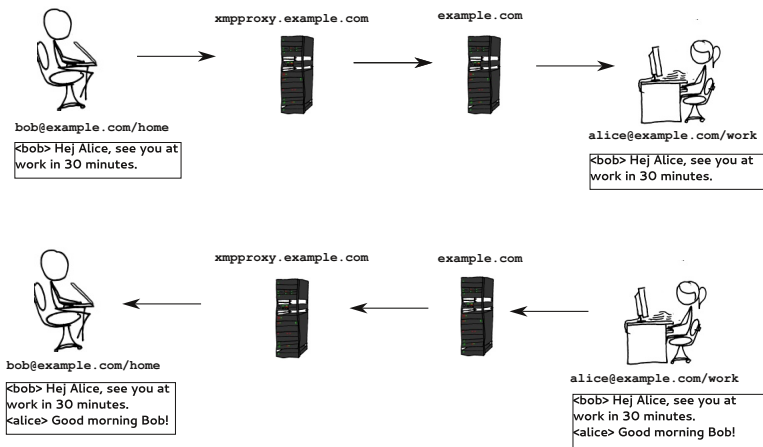 xmpproxy.example.com
example.com
bob@example.com/home
<bob> Hej Alice, see you at
work in 30 minutes.
alice@example.com/work
<bob> Hej Alice, see you at
work in 30 minutes.
xmpproxy.example.com
example.com
bob@example.com/home
<bob> Hej Alice, see you at
work in 30 minutes.
<alice> Good morning Bob!
alice@example.com/work
<bob> Hej Alice, see you at
work in 30 minutes.
<alice> Good morning Bob!